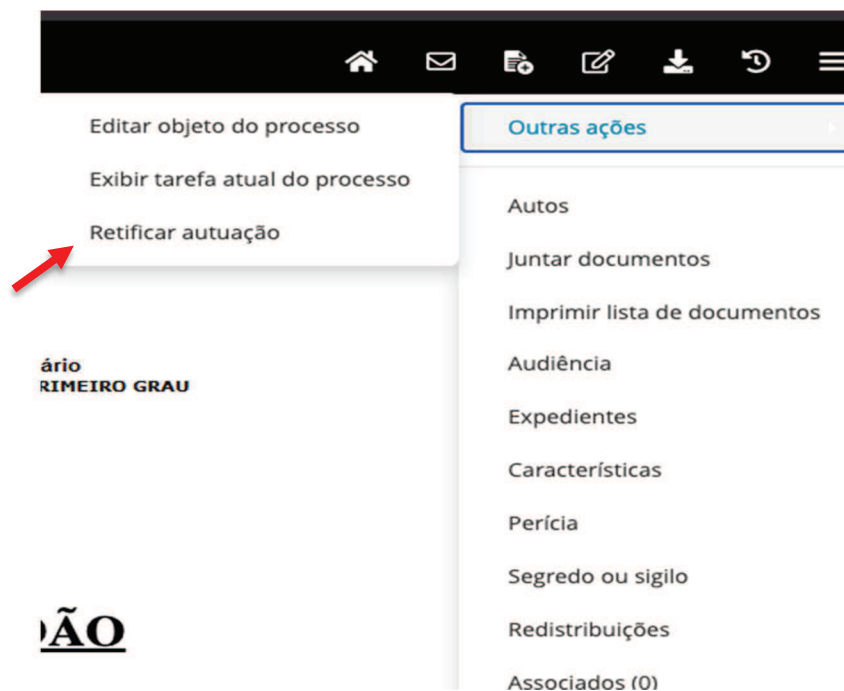 Editar objeto do processo
Exibir tarefa atual do processo
Retificar autuação
Outras ações
Autos
Juntar documentos
Imprimir lista de documentos
Audiência
Expedientes
Características
Perícia
Segredo ou sigilo
Redistribuições
Associados (0)
ário
RIMEIRO GRAU
ÃO